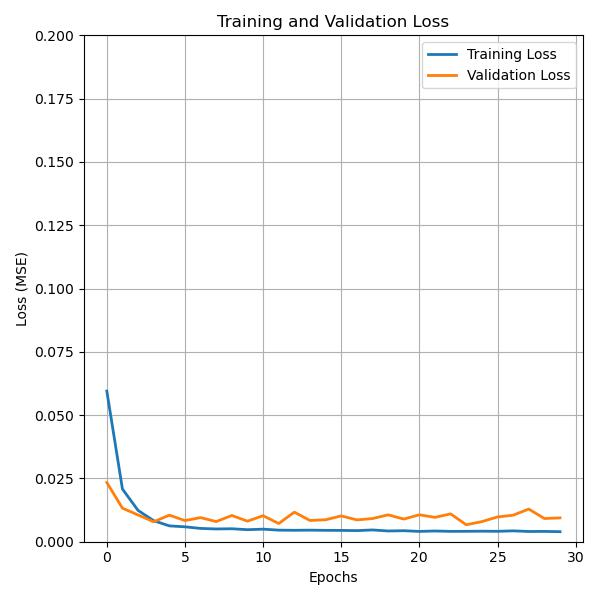 Training and Validation Loss
Training Loss
Validation Loss
0.200
0.175
0.150
0.125
0.100
0.075
0.050
0.025
0.000
Loss (MSE)
0 5 10 15 20 25 30
Epochs